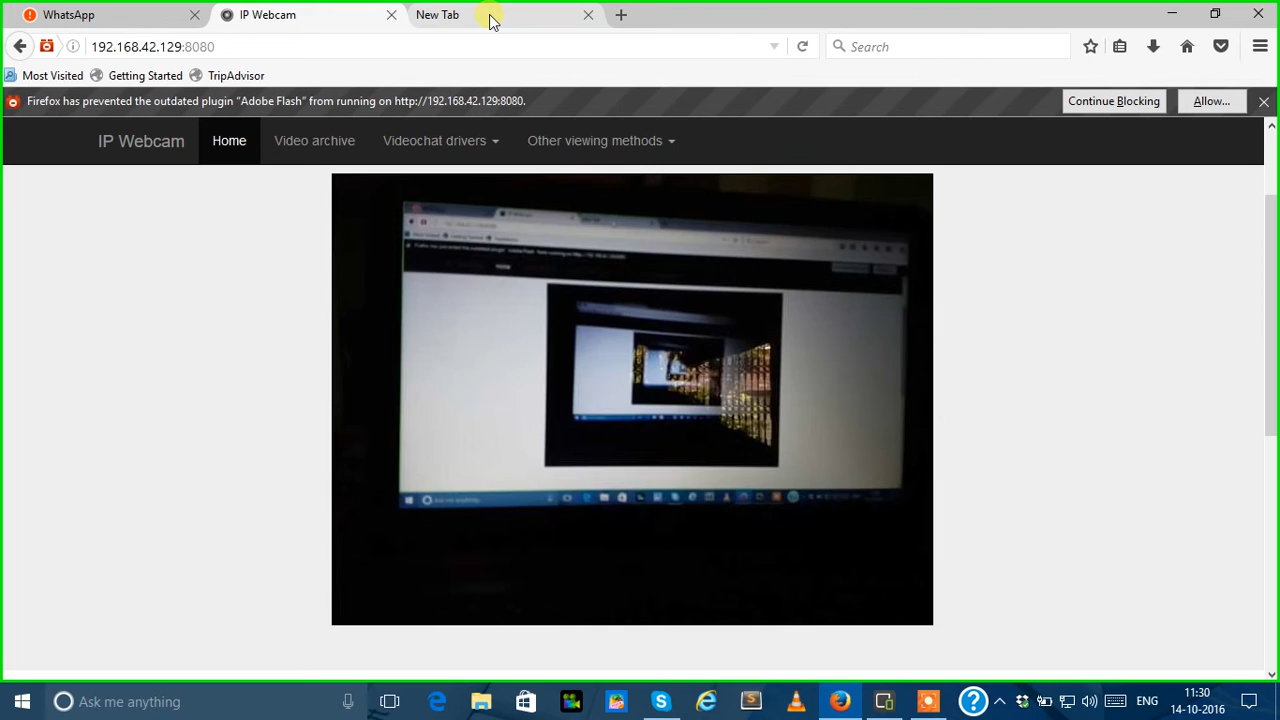 WhatsApp
IP Webcam
New Tab
192.168.42.129:8080
Search
Most Visited
Getting Started
TripAdvisor
Firefox has prevented the outdated plugin "Adobe Flash" from running on http://192.168.42.129:8080.
Continue Blocking
Allow...
IP Webcam
Home
Video archive
Videochat drivers
Other viewing methods
Ask me anything
ENG
11:30
14-10-2016